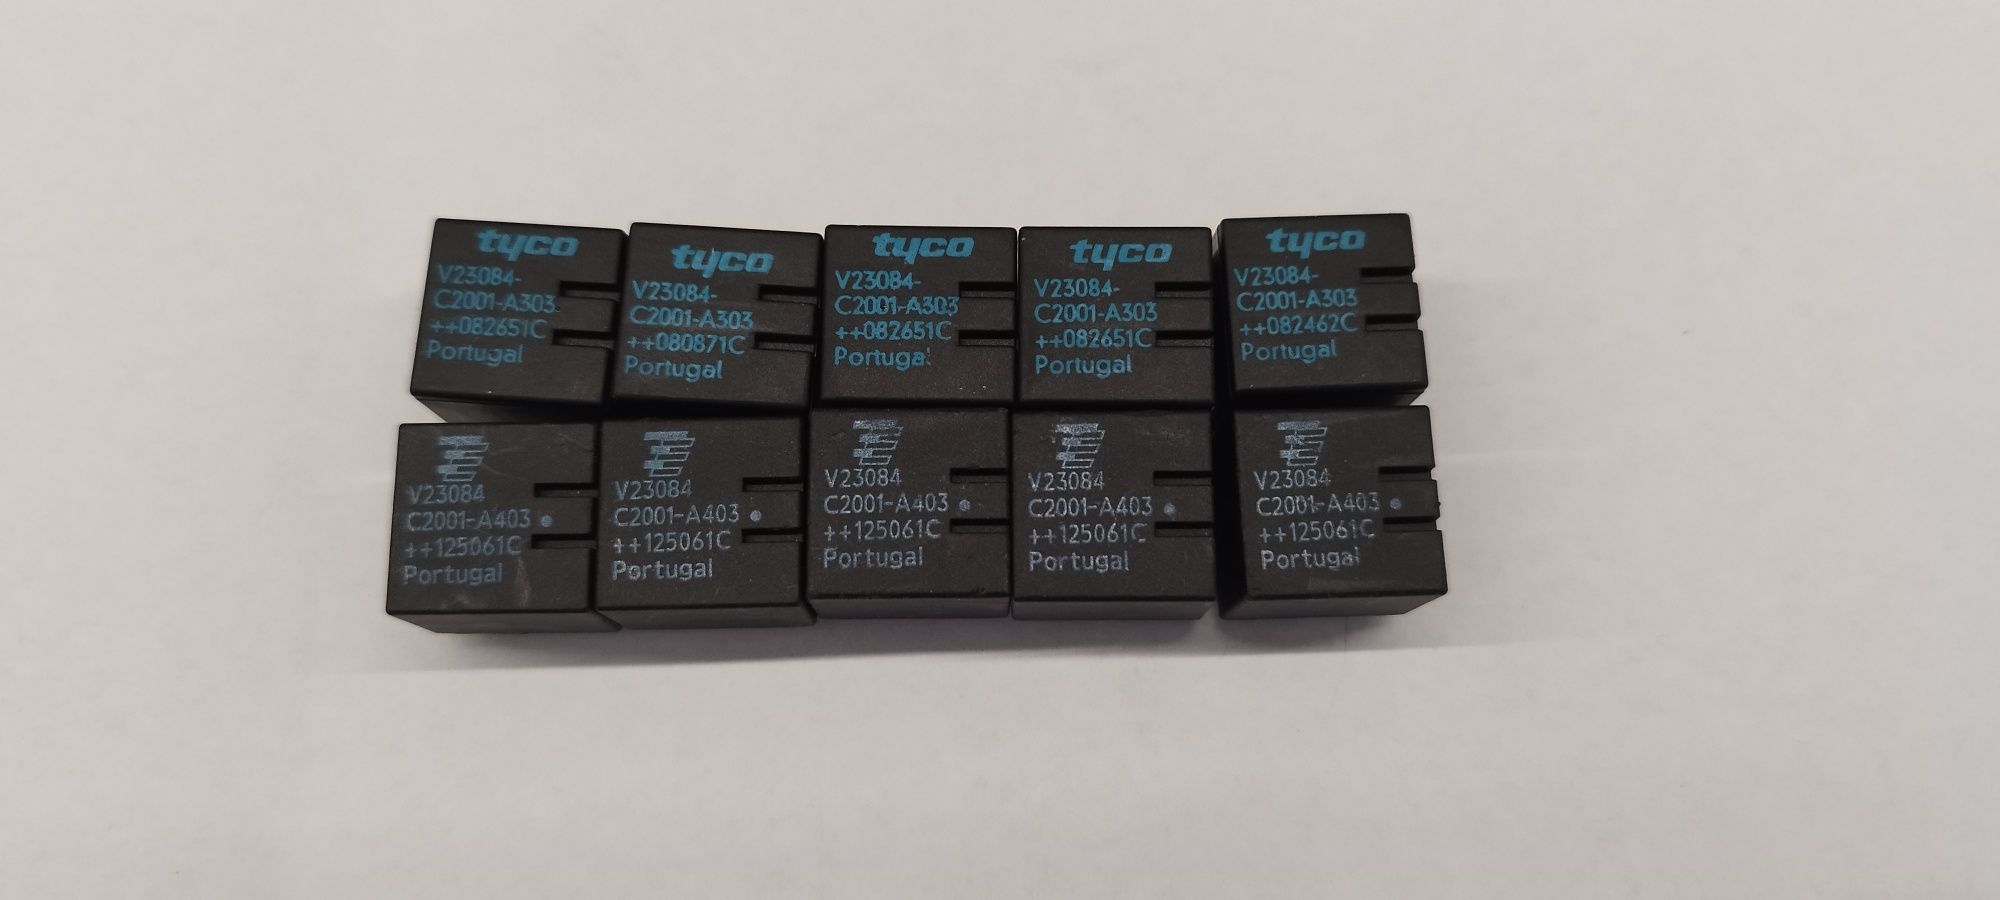 tyco
V23084-
C2001-A303
++082651C
Portugal
tyco
V23084-
C2001-A303
++080871C
Portugal
tyco
V23084-
C2001-A303
++082651C
Portugal
tyco
V23084-
C2001-A303
++082651C
Portugal
tyco
V23084-
C2001-A303
++082462C
Portugal
V23084
C2001-A403
++125061C
Portugal
V23084
C2001-A403
++125061C
Portugal
V23084
C2001-A403
++125061C
Portugal
V23084
C2001-A403
++125061C
Portugal
V23084
C2001-A403
++125061C
Portugal